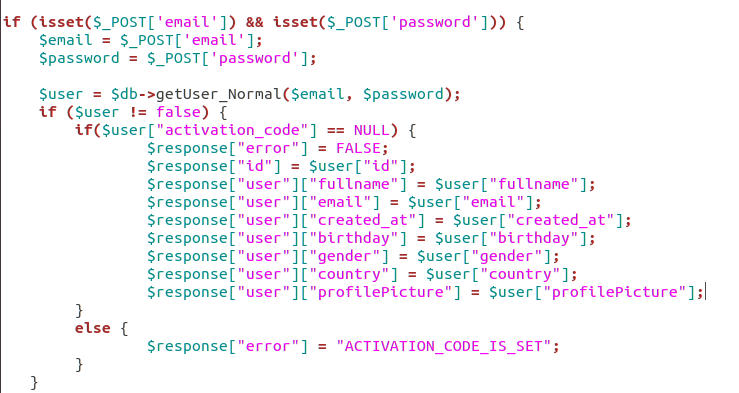 if (isset($_POST['email']) && isset($_POST['password'])) {
    $email = $_POST['email'];
    $password = $_POST['password'];

    $user = $db->getUser_Normal($email, $password);
    if ($user != false) {
        if($user["activation_code"] == NULL) {
                $response["error"] = FALSE;
                $response["id"] = $user["id"];
                $response["user"]["fullname"] = $user["fullname"];
                $response["user"]["email"] = $user["email"];
                $response["user"]["created_at"] = $user["created_at"];
                $response["user"]["birthday"] = $user["birthday"];
                $response["user"]["gender"] = $user["gender"];
                $response["user"]["country"] = $user["country"];
                $response["user"]["profilePicture"] = $user["profilePicture"];
        }
        else {
                $response["error"] = "ACTIVATION_CODE_IS_SET";
        }
   }